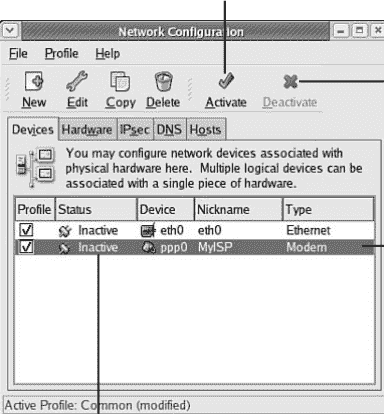 Network Configuration
File Profile Help
New Edit Copy Delete Activate Deactivate
Devices Hardware IPsec DNS Hosts
You may configure network devices associated with
physical hardware here. Multiple logical devices can be
associated with a single piece of hardware.
Profile Status Device Nickname Type
Inactive eth0 eth0 Ethernet
Inactive ppp0 MyISP Modem
Active Profile: Common (modified)